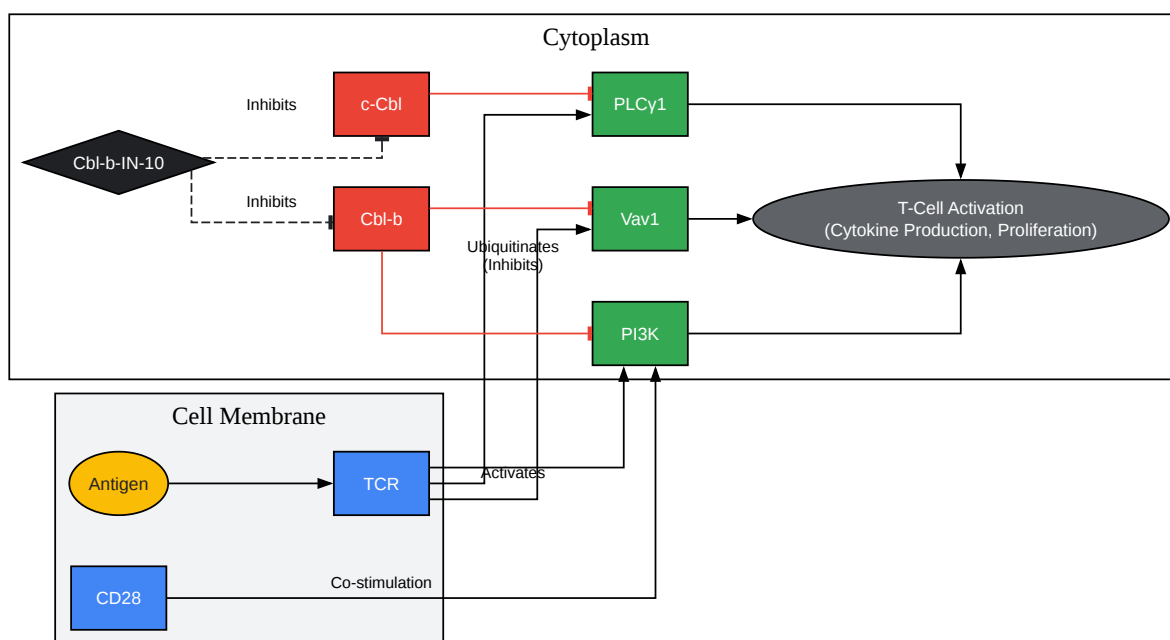 Cytoplasm
Inhibits
c-Cbl
PLCγ1
Cbl-b-IN-10
Inhibits
Cbl-b
Vav1
T-Cell Activation
(Cytokine Production, Proliferation)
Ubiquitinates
(Inhibits)
PI3K
Cell Membrane
Antigen
TCR
Activates
CD28
Co-stimulation